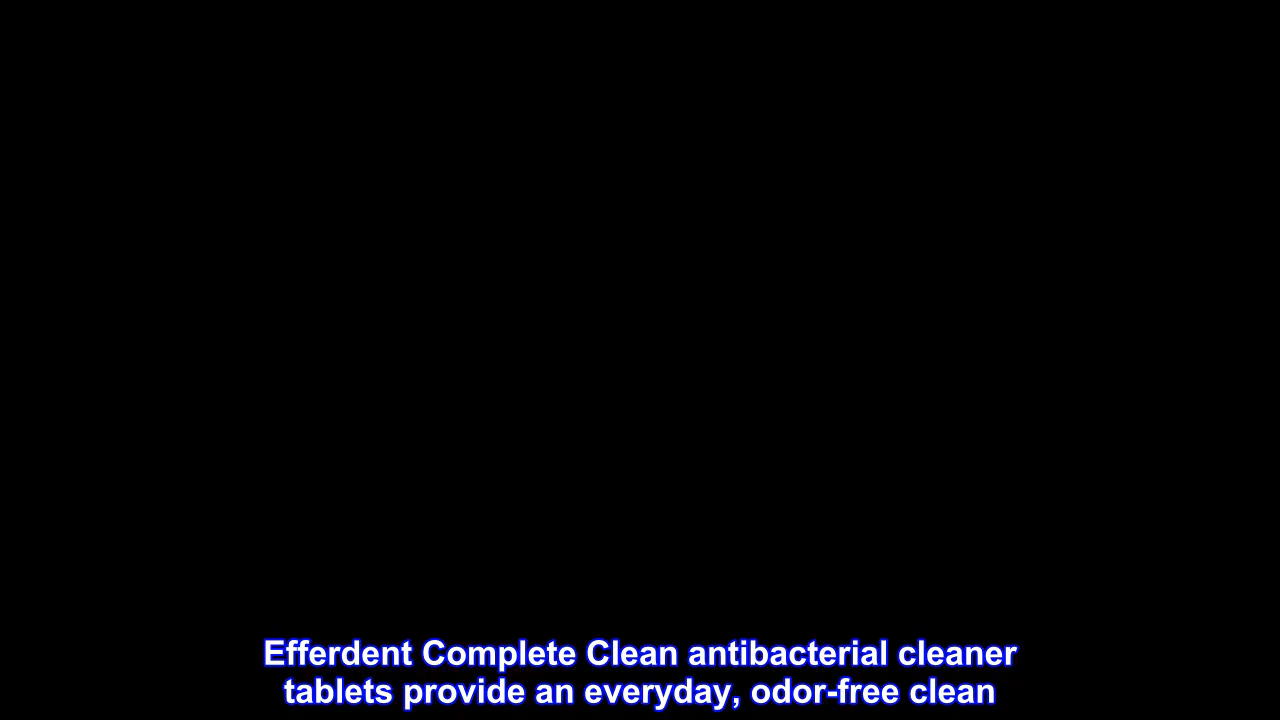 Efferdent Complete Clean antibacterial cleaner
tablets provide an everyday, odor-free clean